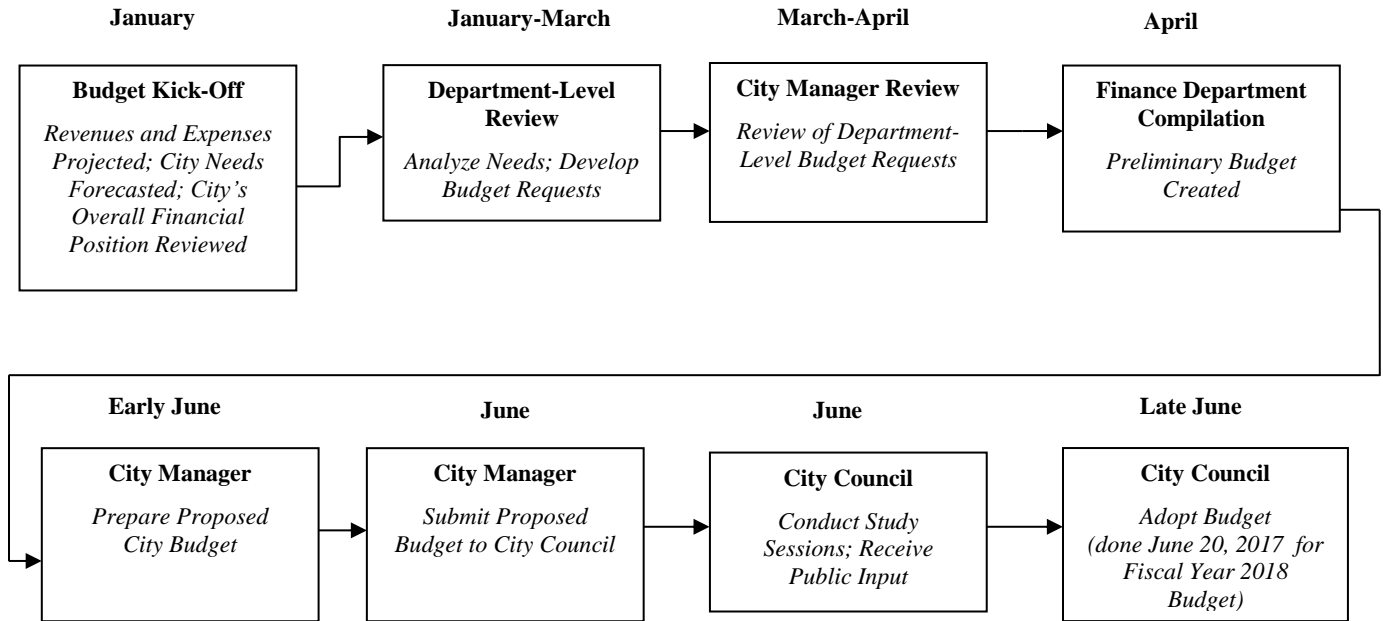 January
January-March
March-April
April
Budget Kick-Off
Revenues and Expenses
Projected; City Needs
Forecasted; City’s
Overall Financial
Position Reviewed
Department-Level
Review
Analyze Needs; Develop
Budget Requests
City Manager Review
Review of Department-
Level Budget Requests
Finance Department
Compilation
Preliminary Budget
Created
Early June
June
June
Late June
City Manager
Prepare Proposed
City Budget
City Manager
Submit Proposed
Budget to City Council
City Council
Conduct Study
Sessions; Receive
Public Input
City Council
Adopt Budget
(done June 20, 2017 for
Fiscal Year 2018
Budget)